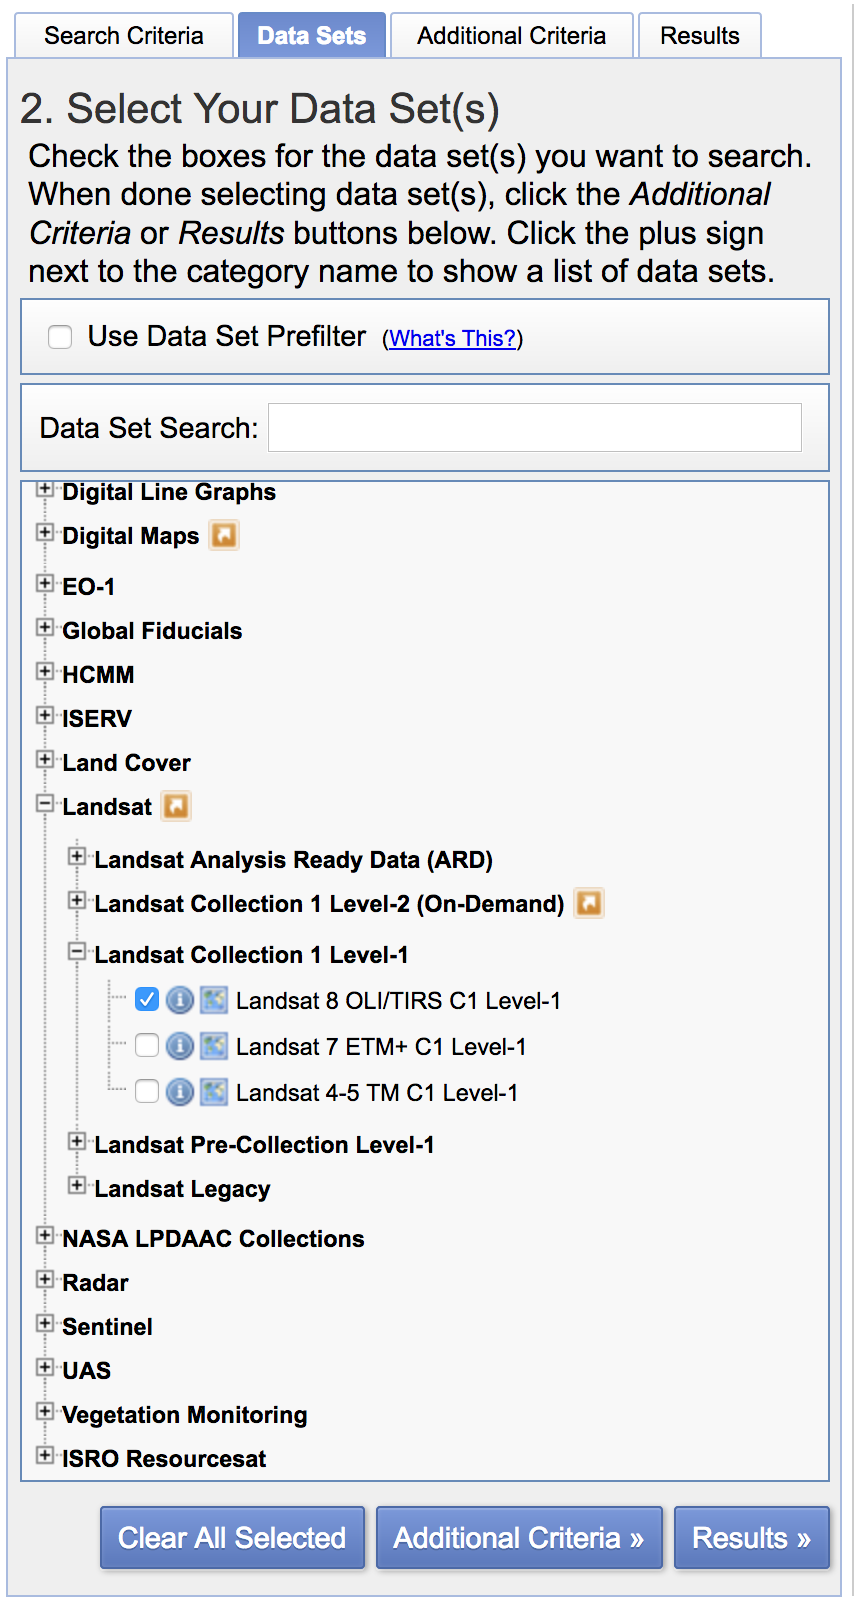 Search Criteria
Data Sets
Additional Criteria
Results
2. Select Your Data Set(s)
Check the boxes for the data set(s) you want to search.
When done selecting data set(s), click the Additional
Criteria or Results buttons below. Click the plus sign
next to the category name to show a list of data sets.
Use Data Set Prefilter (What's This?)
Data Set Search:
Digital Line Graphs
Digital Maps
EO-1
Global Fiducials
HCMM
ISERV
Land Cover
Landsat
Landsat Analysis Ready Data (ARD)
Landsat Collection 1 Level-2 (On-Demand)
Landsat Collection 1 Level-1
Landsat 8 OLI/TIRS C1 Level-1
Landsat 7 ETM+ C1 Level-1
Landsat 4-5 TM C1 Level-1
Landsat Pre-Collection Level-1
Landsat Legacy
NASA LPDAAC Collections
Radar
Sentinel
UAS
Vegetation Monitoring
ISRO Resourcesat
Clear All Selected
Additional Criteria »
Results »